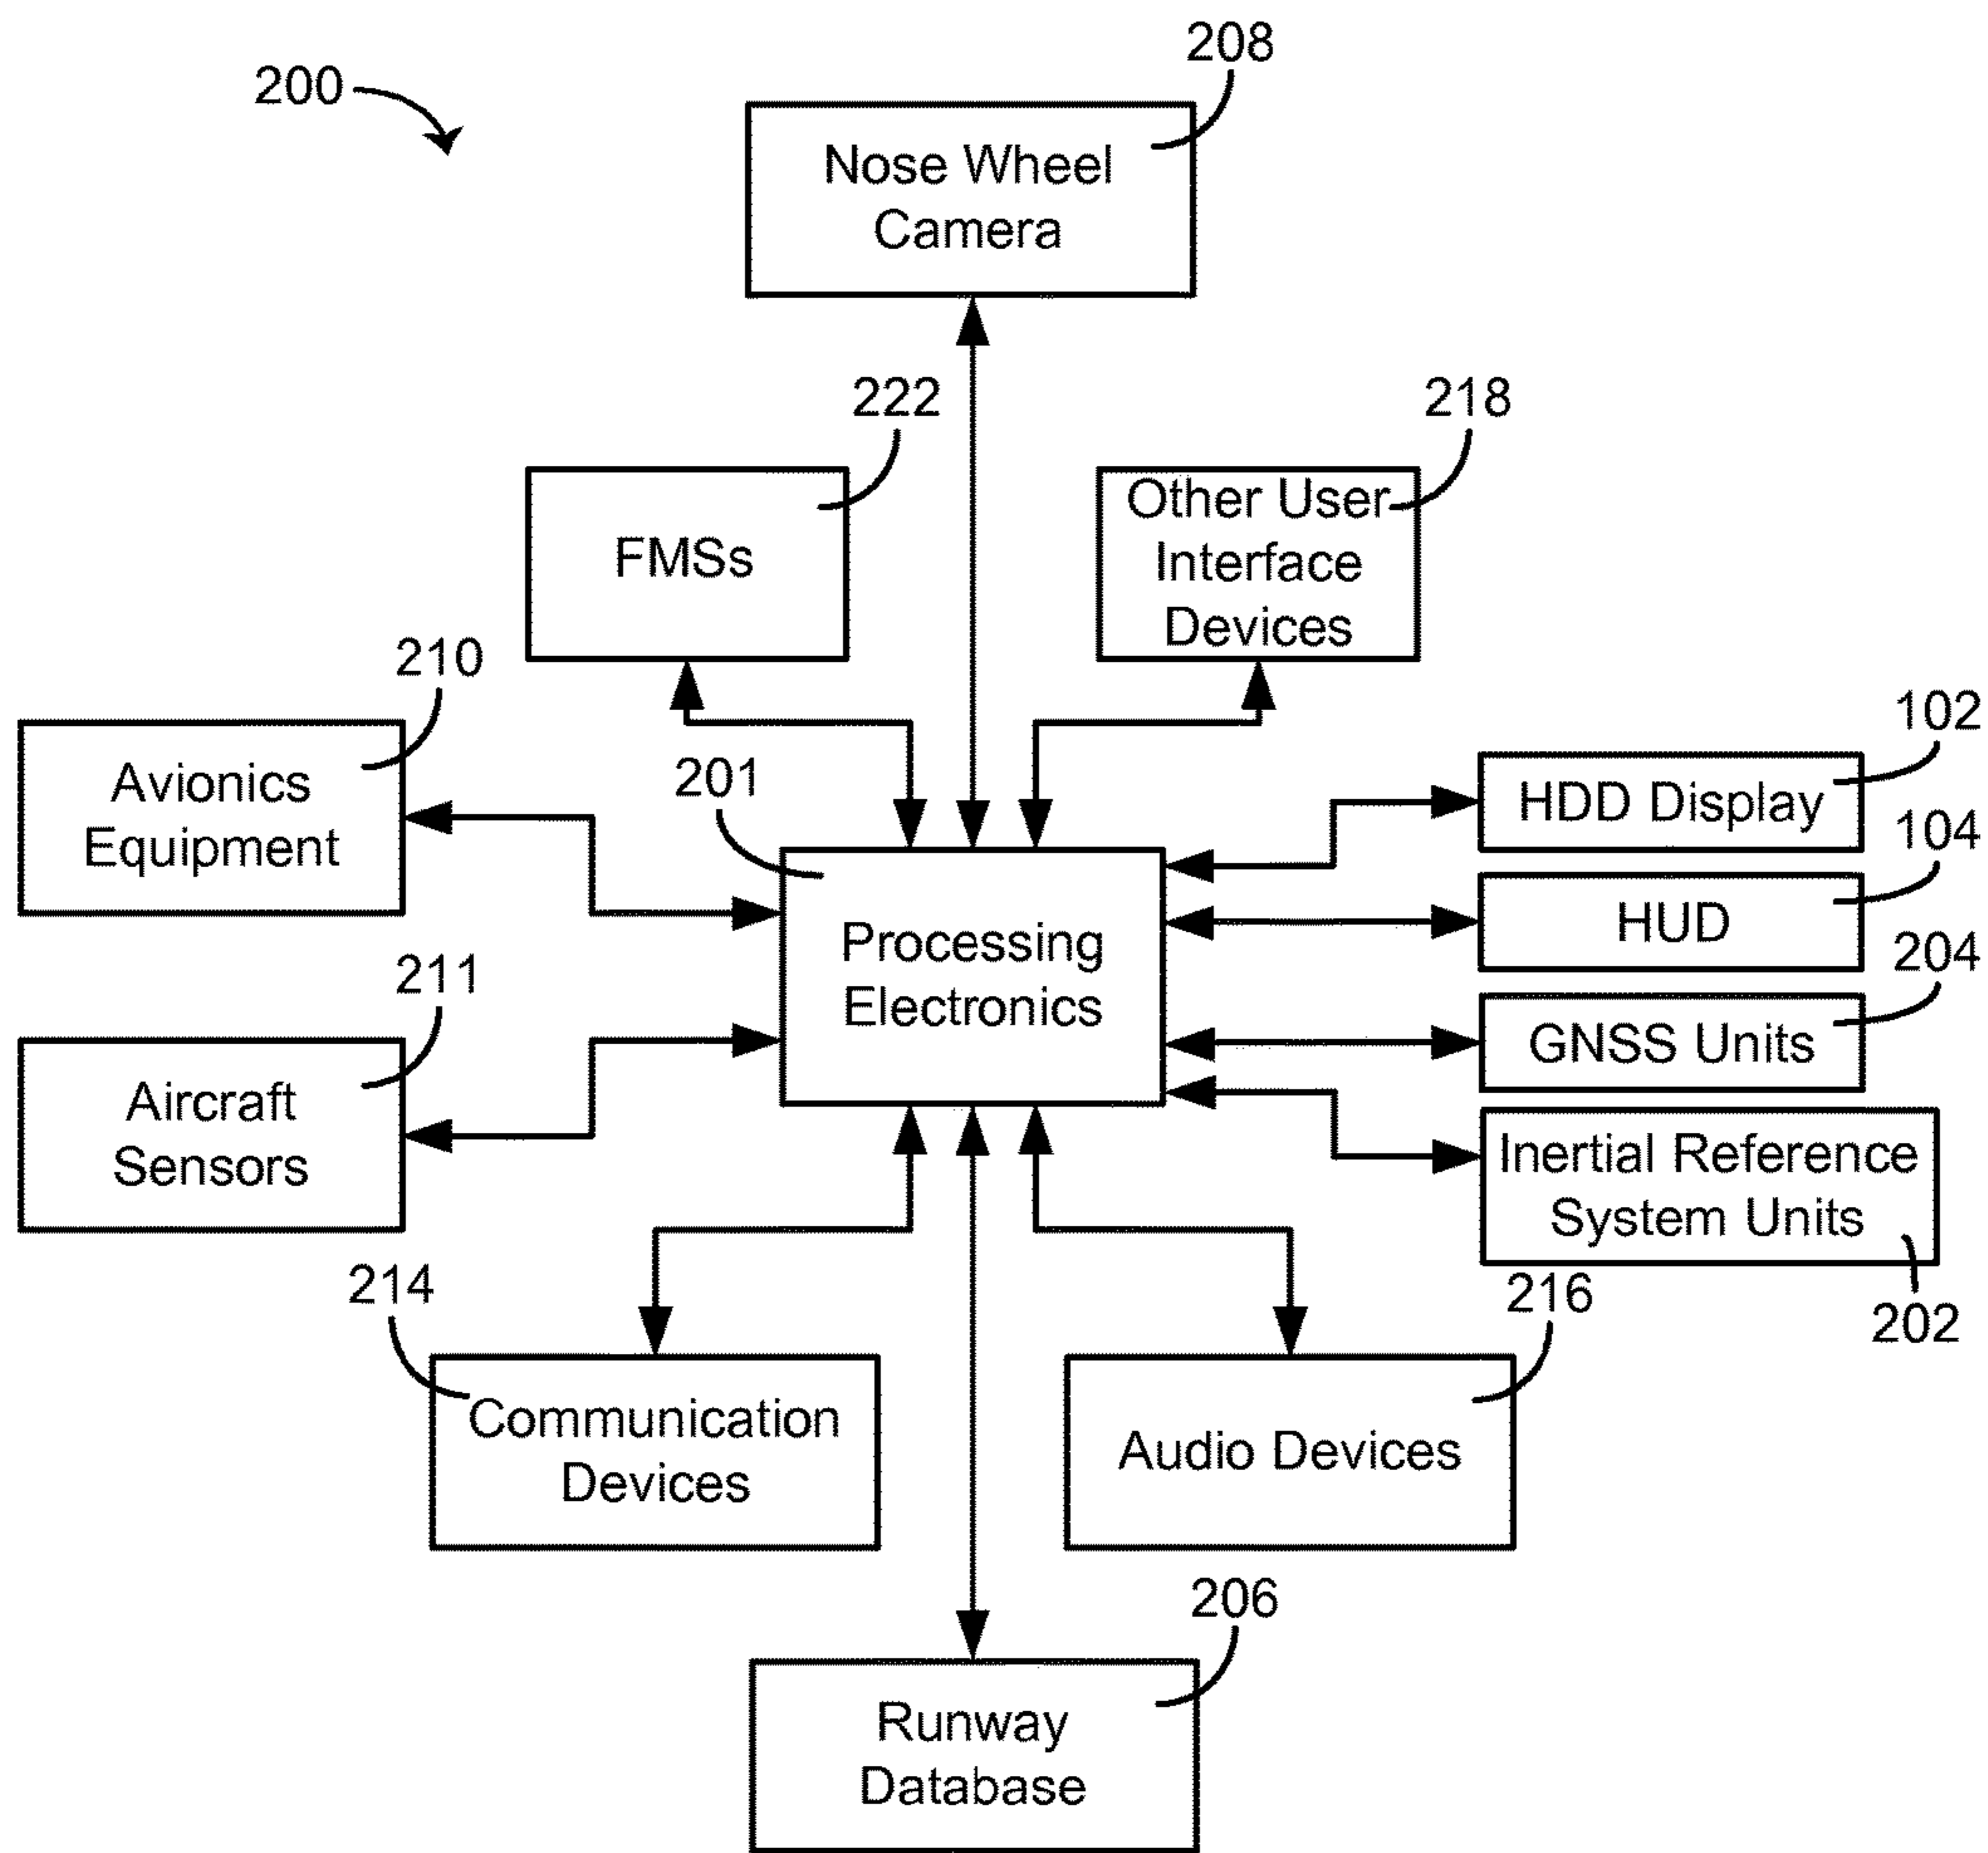 208
200
Nose Wheel
Camera
222
218
FMSs
Other User
Interface
Devices
210
Avionics
Equipment
201
102
HDD Display
104
HUD
Processing
Electronics
204
GNSS Units
211
Aircraft
Sensors
Inertial Reference
System Units
202
214
Communication
Devices
216
Audio Devices
206
Runway
Database